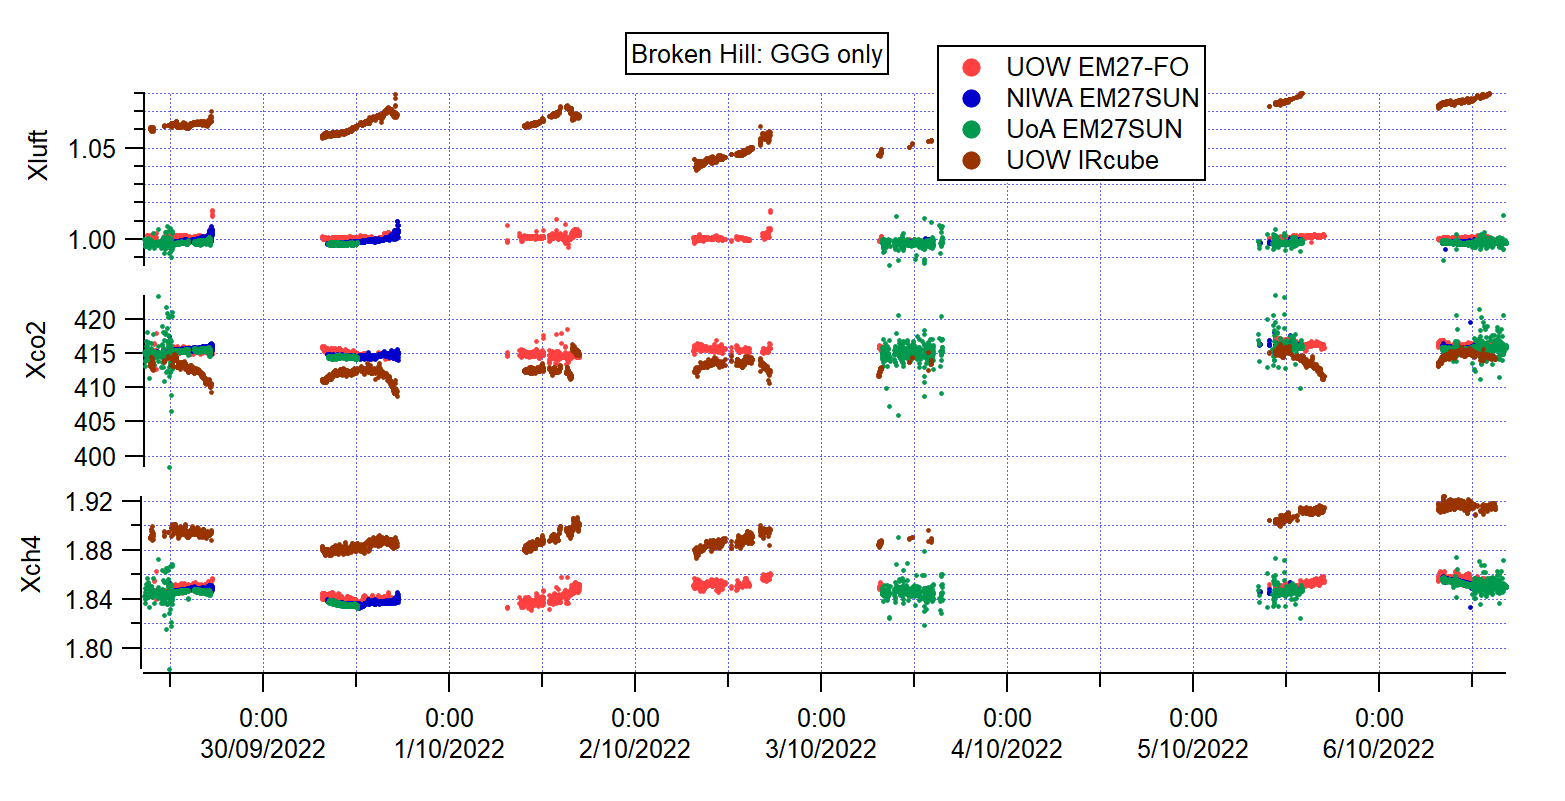 Broken Hill: GGG only
UOW EM27-FO
NIWA EM27SUN
UoA EM27SUN
UOW IRcube
Xluft
1.05
1.00
Xco2
420
415
410
405
400
Xch4
1.92
1.88
1.84
1.80
0:00 0:00 0:00 0:00 0:00 0:00 0:00
30/09/2022 1/10/2022 2/10/2022 3/10/2022 4/10/2022 5/10/2022 6/10/2022